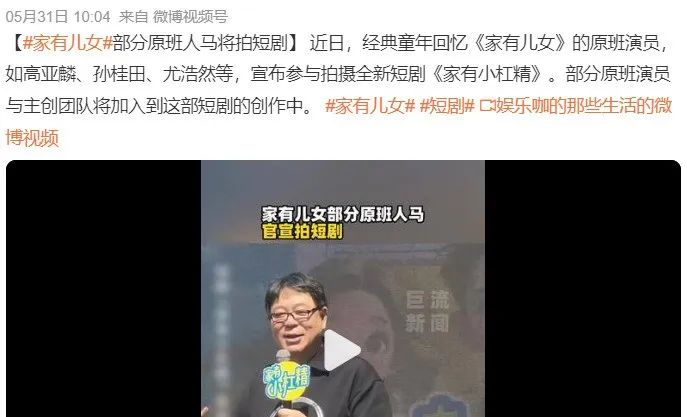 05月31日 10:04 来自 微博视频号
【#家有儿女#部分原班人马将拍短剧】 近日，经典童年回忆《家有儿女》的原班演员，
如高亚麟、孙桂田、尤浩然等，宣布参与拍摄全新短剧《家有小杠精》。部分原班演员
与主创团队将加入到这部短剧的创作中。 #家有儿女# #短剧# 娱乐咖的那些生活的微
博视频
家有儿女部分原班人马
官宣拍短剧
巨流
新闻
家有
小杠精